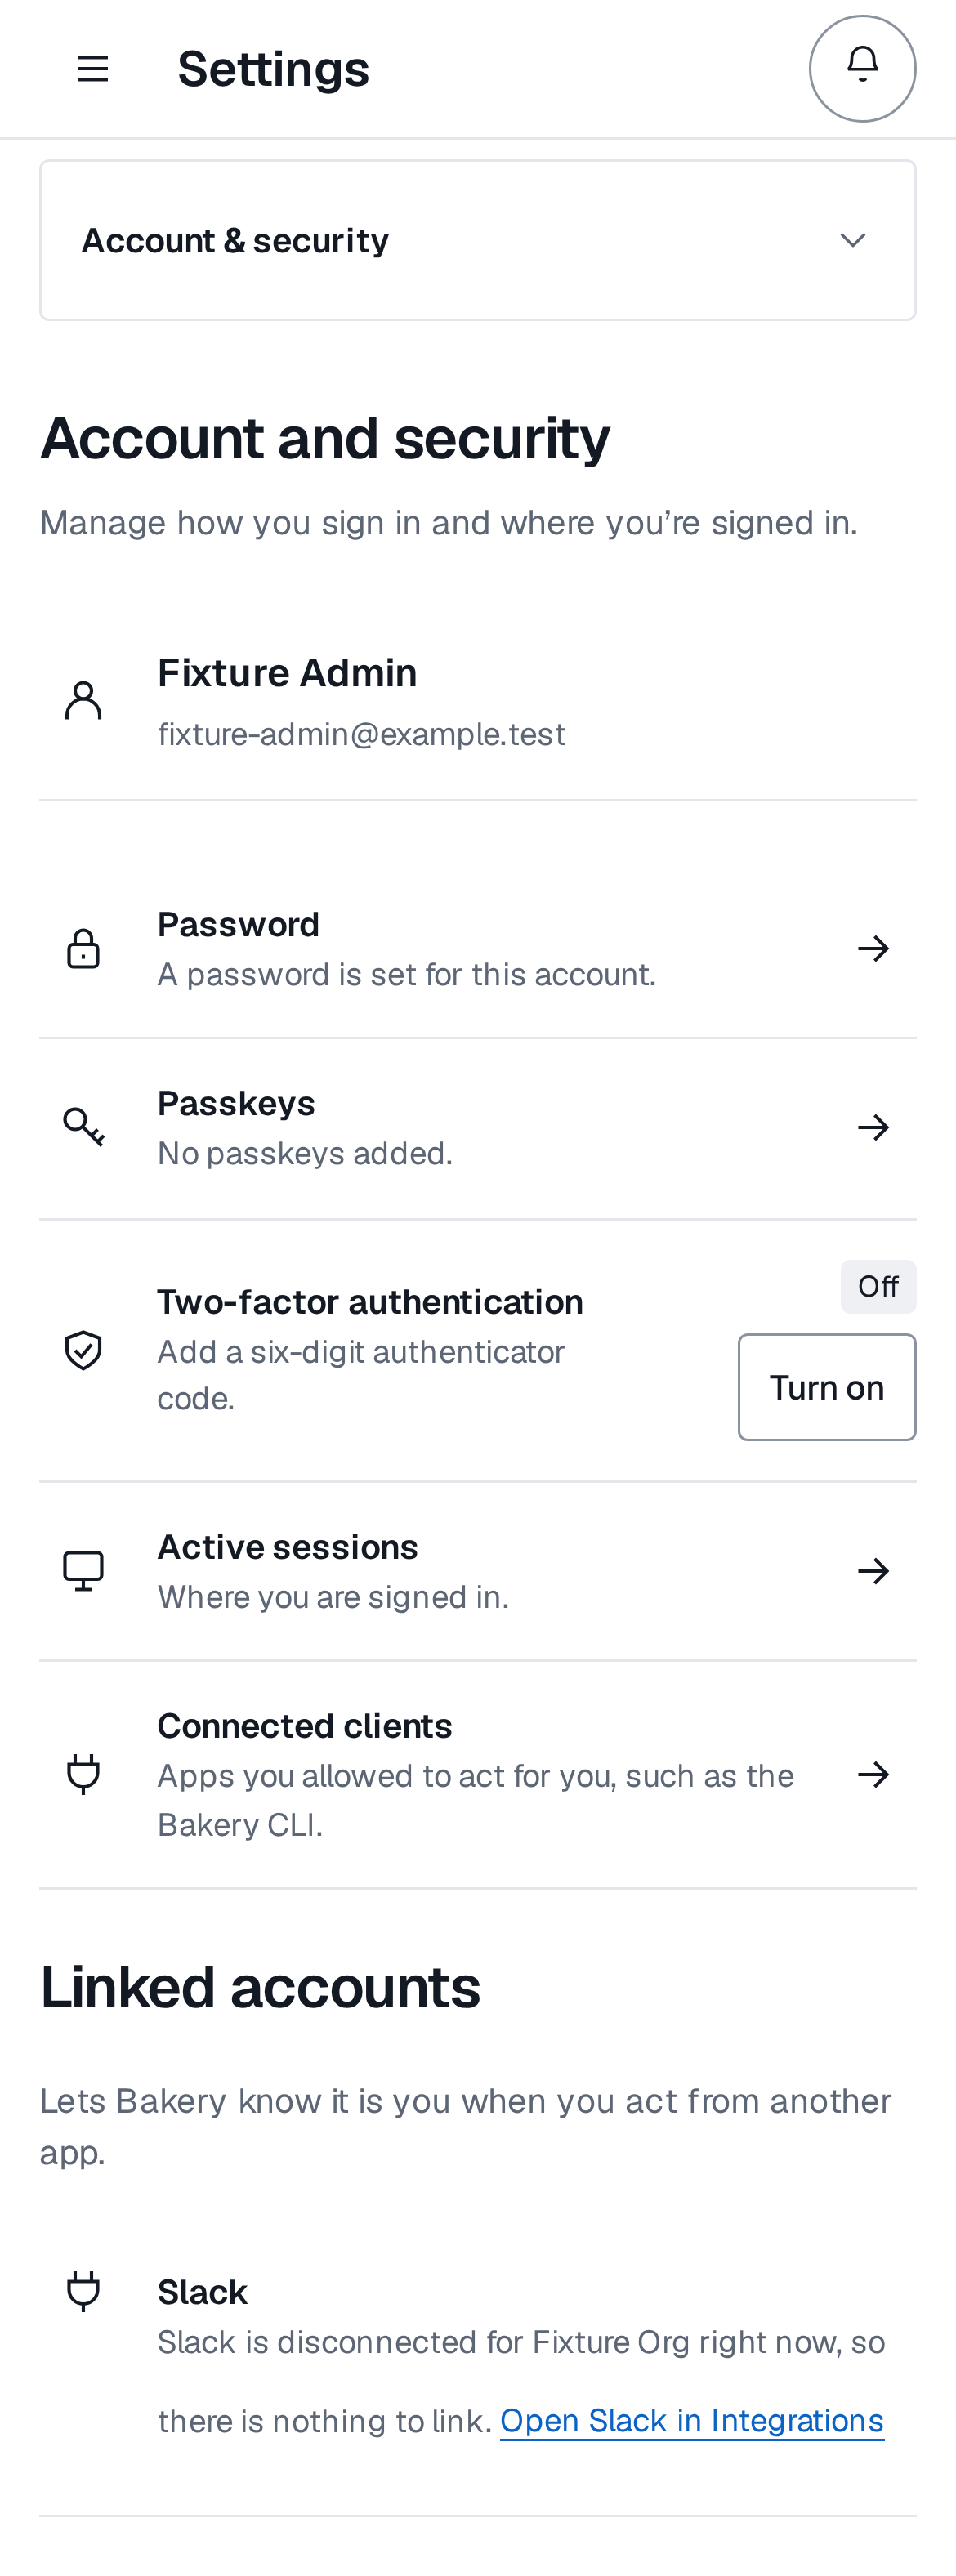 Settings
Account & security
Account and security
Manage how you sign in and where you’re signed in.
Fixture Admin
fixture-admin@example.test
Password
A password is set for this account.
Passkeys
No passkeys added.
Off
Two-factor authentication
Add a six-digit authenticator
code.
Turn on
Active sessions
Where you are signed in.
Connected clients
Apps you allowed to act for you, such as the
Bakery CLI.
Linked accounts
Lets Bakery know it is you when you act from another
app.
Slack
Slack is disconnected for Fixture Org right now, so
there is nothing to link. Open Slack in Integrations